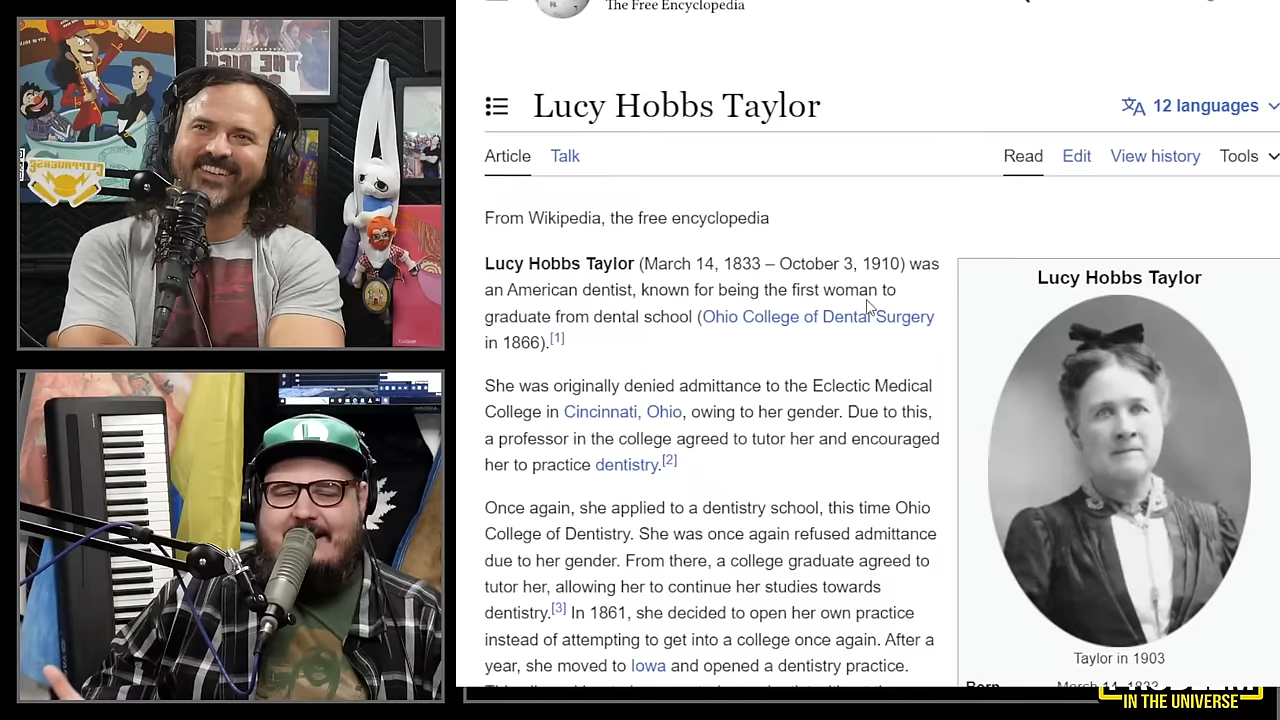 The Free Encyclopedia
Lucy Hobbs Taylor
12 languages
Article Talk Read Edit View history Tools
From Wikipedia, the free encyclopedia
Lucy Hobbs Taylor (March 14, 1833 – October 3, 1910) was
an American dentist, known for being the first woman to
graduate from dental school (Ohio College of Dental Surgery
in 1866).[1]
She was originally denied admittance to the Eclectic Medical
College in Cincinnati, Ohio, owing to her gender. Due to this,
a professor in the college agreed to tutor her and encouraged
her to practice dentistry.[2]
Once again, she applied to a dentistry school, this time Ohio
College of Dentistry. She was once again refused admittance
due to her gender. From there, a college graduate agreed to
tutor her, allowing her to continue her studies towards
dentistry.[3] In 1861, she decided to open her own practice
instead of attempting to get into a college once again. After a
year, she moved to Iowa and opened a dentistry practice.
Lucy Hobbs Taylor
Taylor in 1903
Born March 14, 1833
IN THE UNIVERSE
THE DICK
L